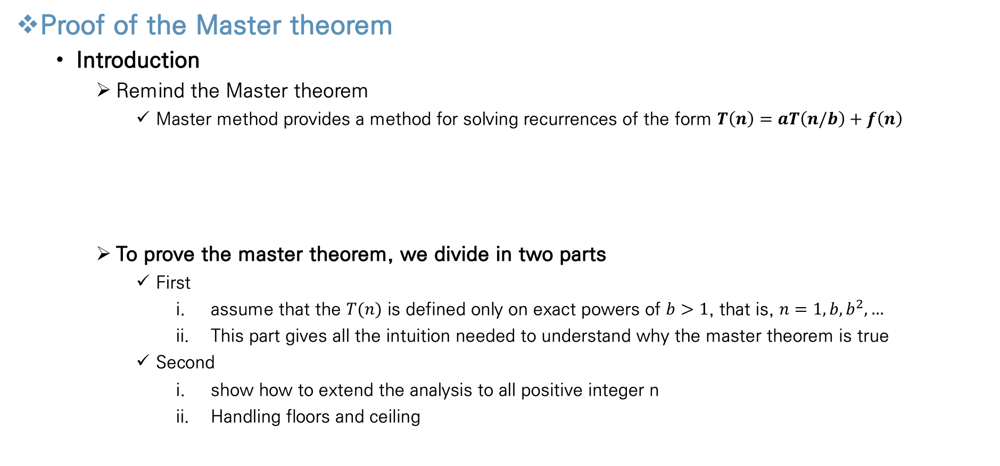 ❖Proof of the Master theorem
• Introduction
➢ Remind the Master theorem
✓ Master method provides a method for solving recurrences of the form T(n) = aT(n/b) + f(n)
➢ To prove the master theorem, we divide in two parts
✓ First
i. assume that the T(n) is defined only on exact powers of b > 1, that is, n = 1, b, b², …
ii. This part gives all the intuition needed to understand why the master theorem is true
✓ Second
i. show how to extend the analysis to all positive integer n
ii. Handling floors and ceiling